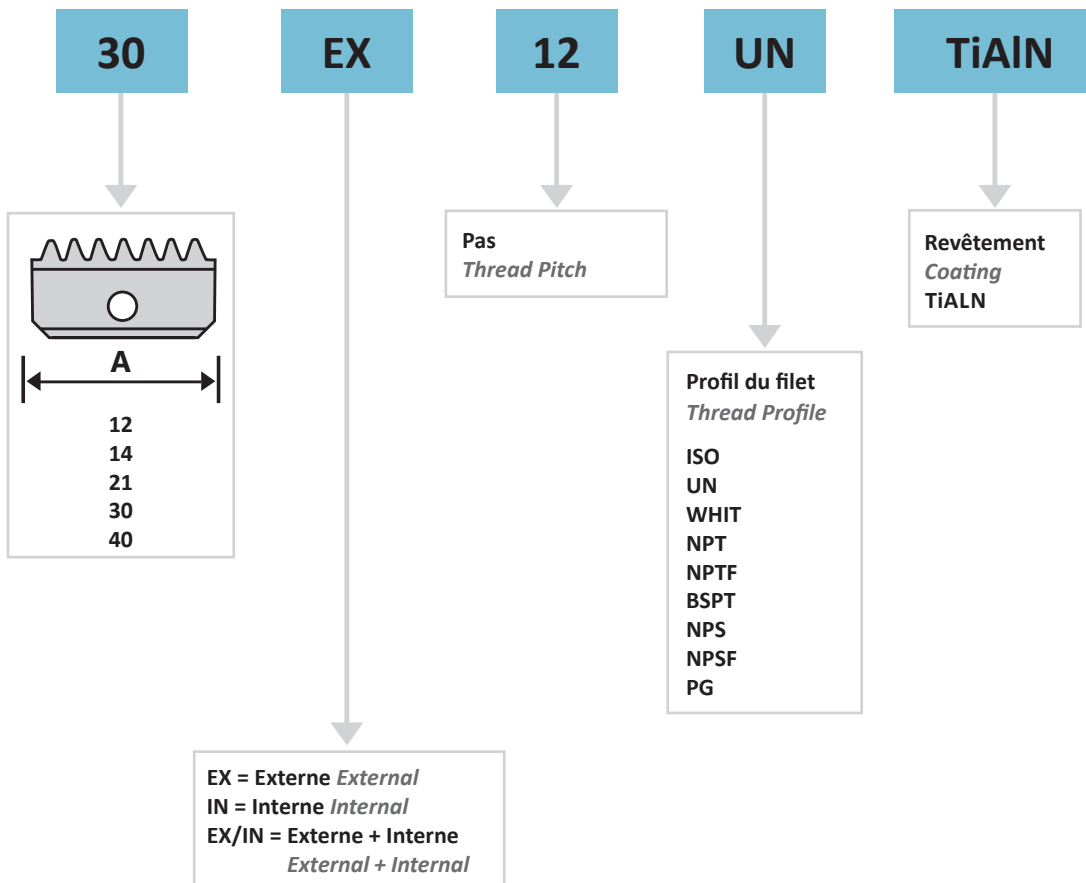 30 EX 12 UN TiAlN
A
12
14
21
30
40
Pas
Thread Pitch
Revêtement
Coating
TiALN
Profil du filet
Thread Profile
ISO
UN
WHIT
NPT
NPTF
BSPT
NPS
NPSF
PG
EX = Externe External
IN = Interne Internal
EX/IN = Externe + Interne
External + Internal